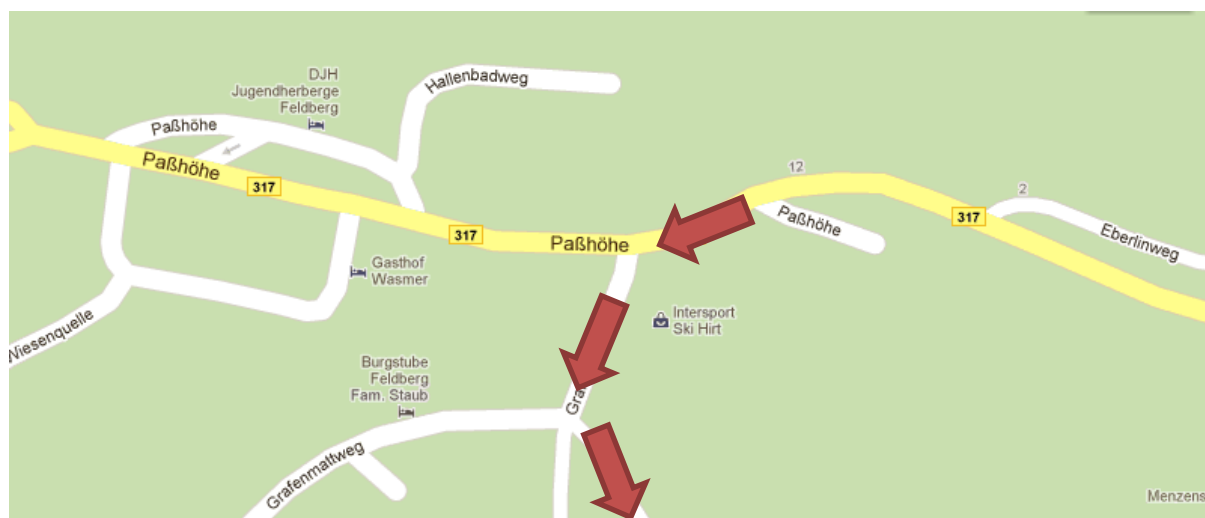 DJH
Jugendherberge
Feldberg
Hallenbadweg
Paßhöhe
Paßhöhe
317
12
2
317
Paßhöhe
Eberlinweg
317
Paßhöhe
Gasthof
Wasmer
Wiesenquelle
Intersport
Ski Hirt
Burgstube
Feldberg
Fam. Staub
Gra
Grafenmattweg
Menzens